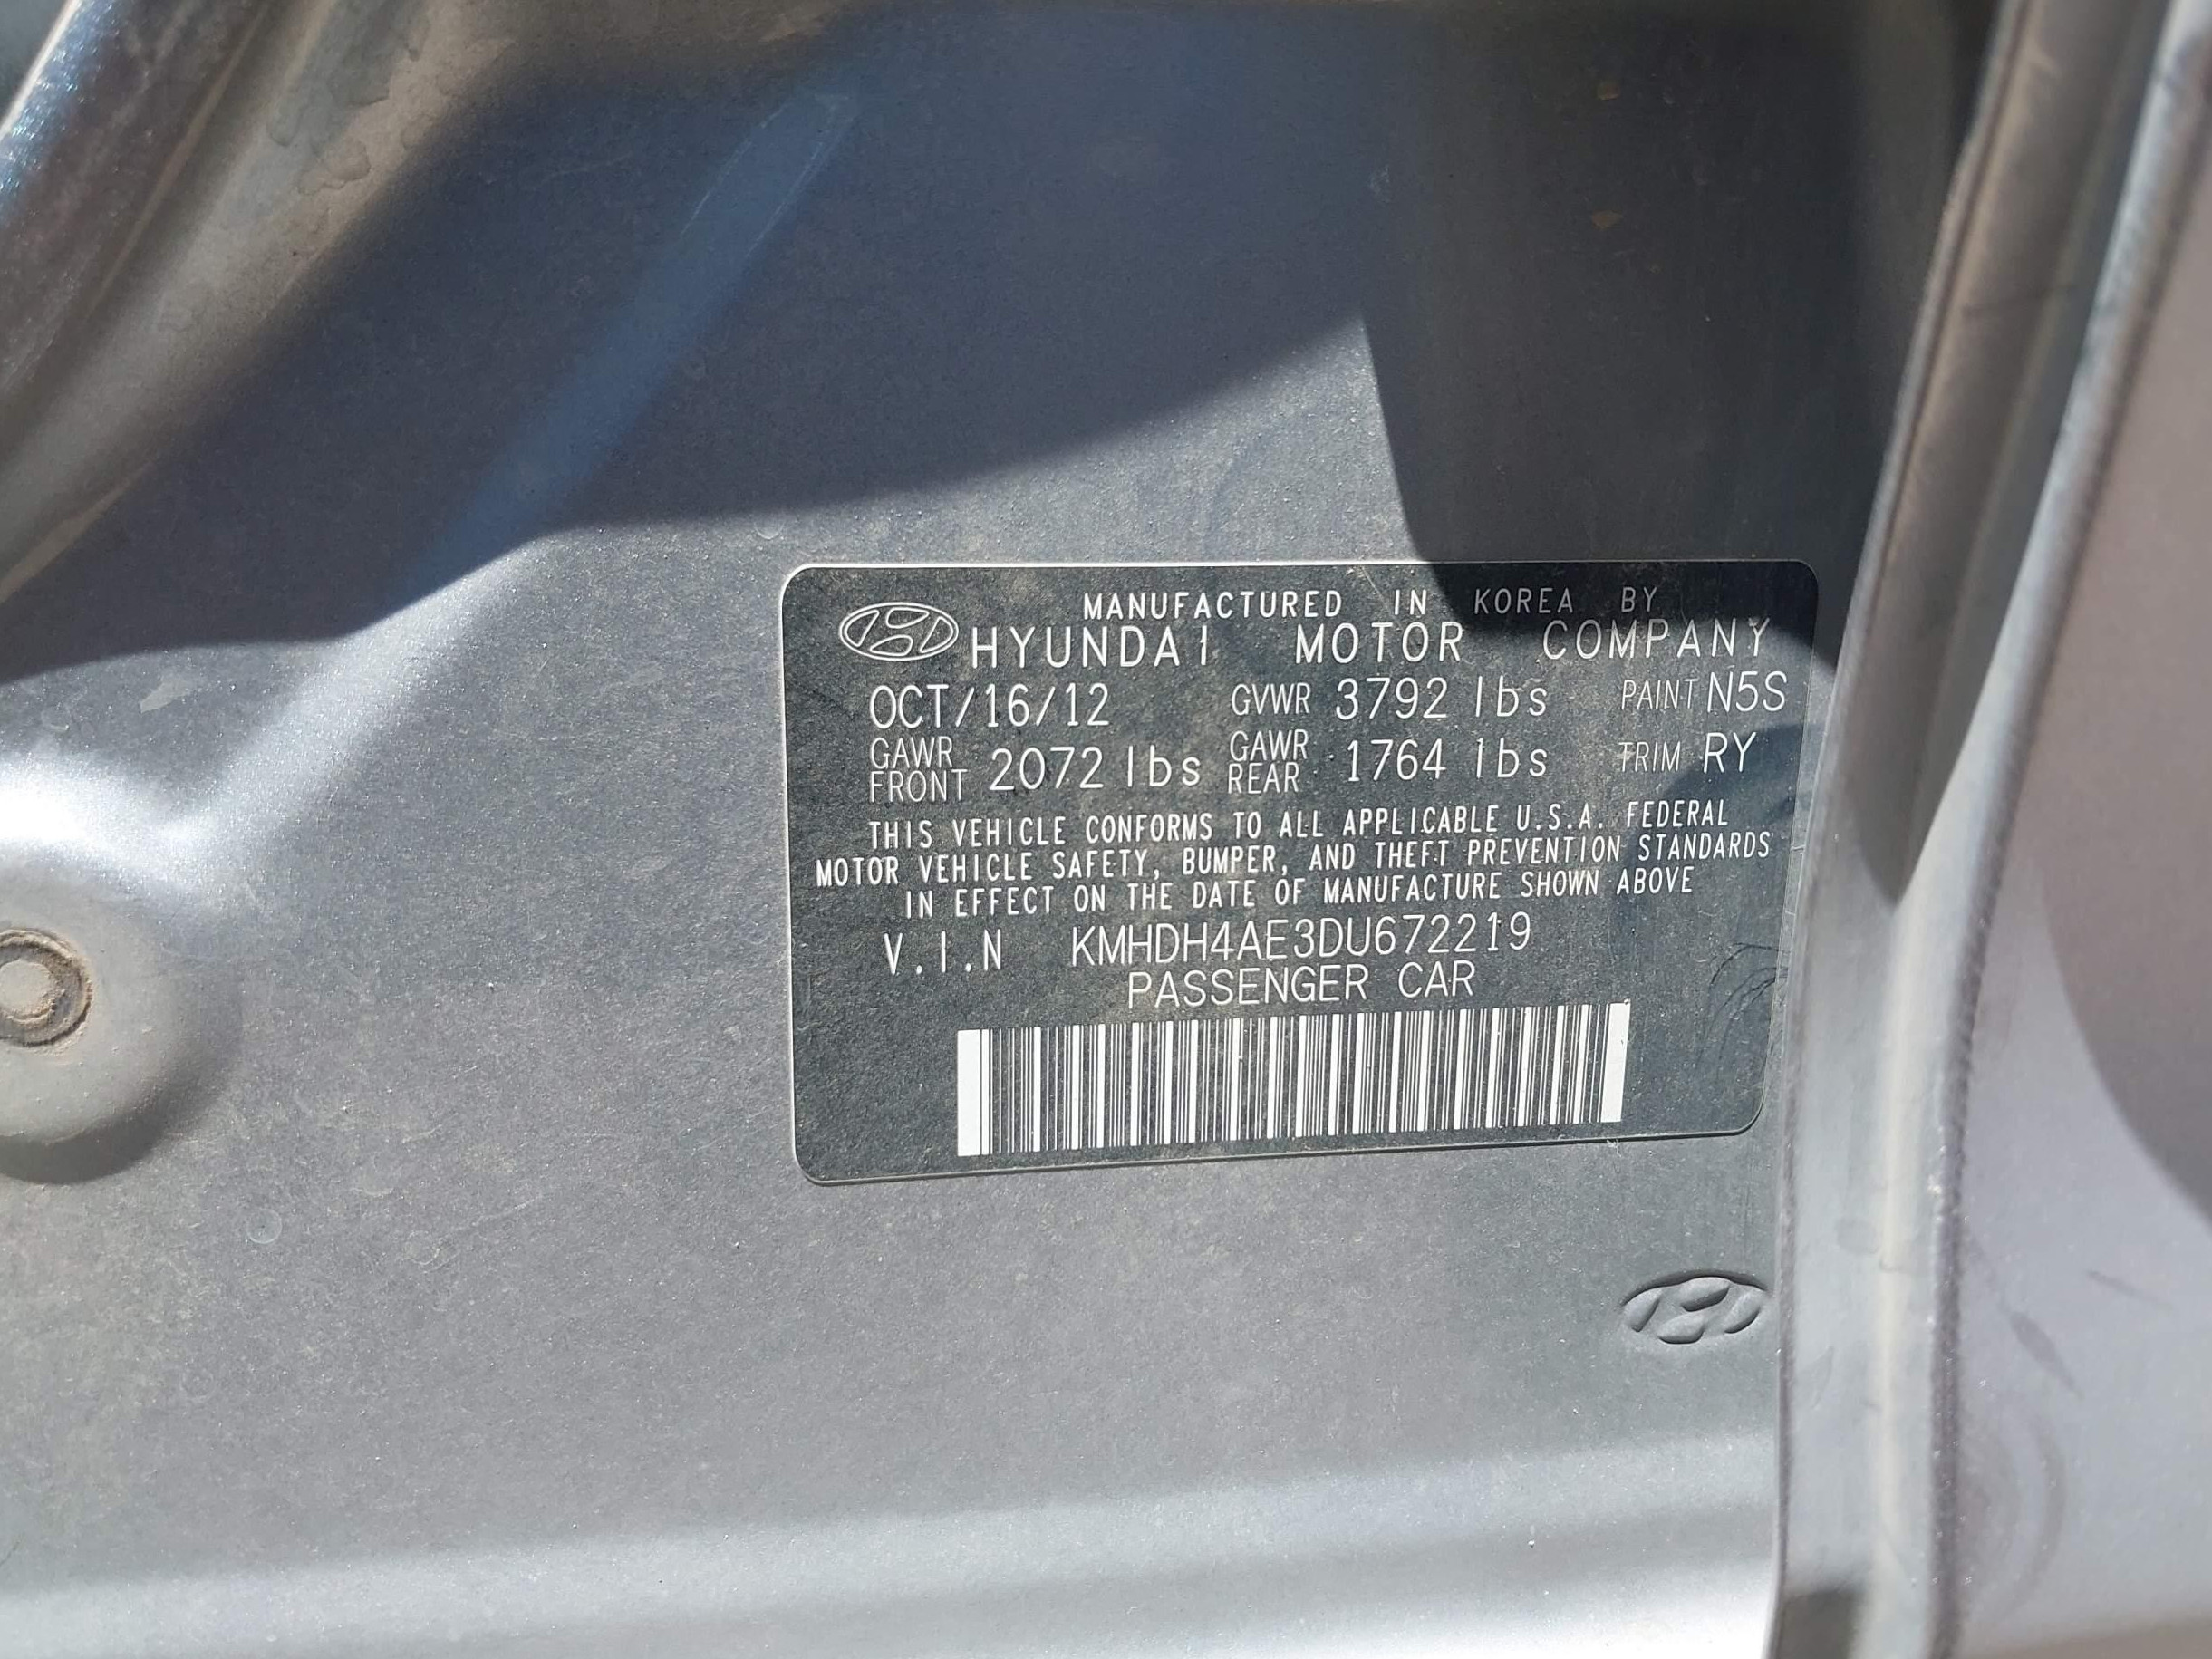 MANUFACTURED IN KOREA BY
HYUNDAI MOTOR COMPANY
OCT/16/12 GVWR 3792 lbs PAINT N5S
GAWR FRONT 2072 lbs GAWR REAR 1764 lbs TRIM RY
THIS VEHICLE CONFORMS TO ALL APPLICABLE U.S.A. FEDERAL
MOTOR VEHICLE SAFETY, BUMPER, AND THEFT PREVENTION STANDARDS
IN EFFECT ON THE DATE OF MANUFACTURE SHOWN ABOVE
V.I.N KMHDH4AE3DU672219
PASSENGER CAR